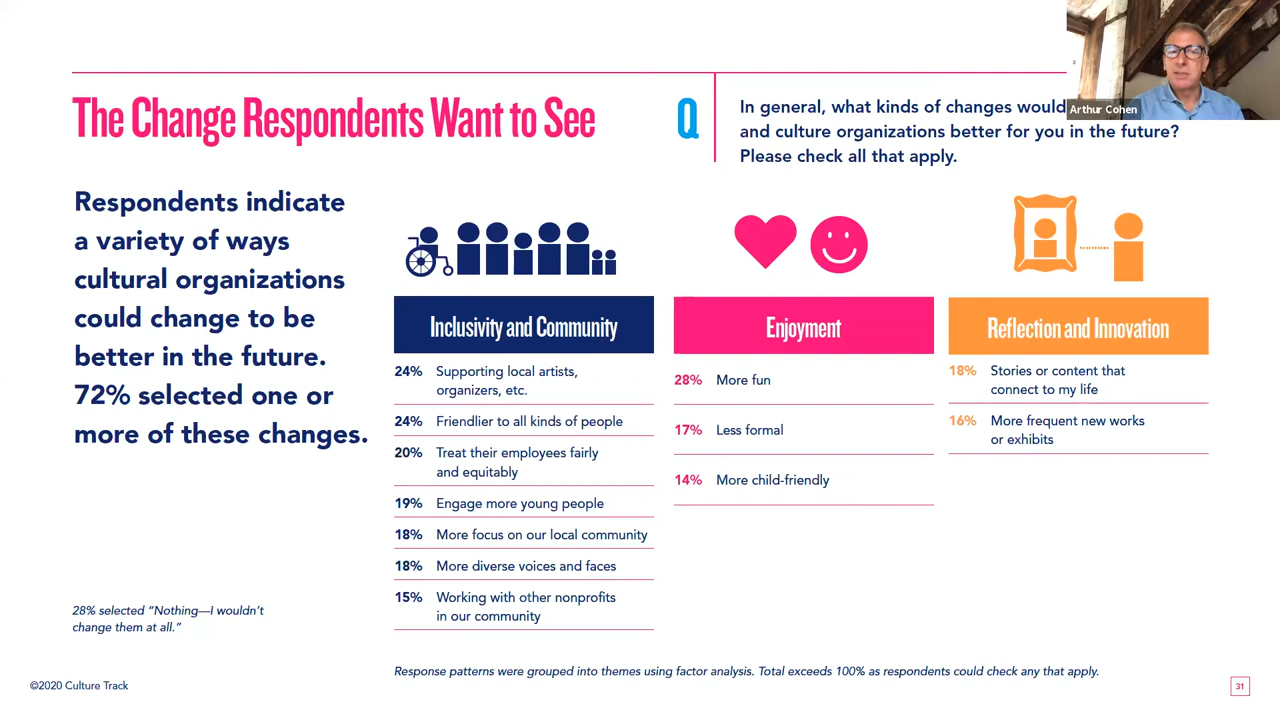 The Change Respondents Want to See
Q
In general, what kinds of changes would
and culture organizations better for you in the future?
Please check all that apply.
Arthur Cohen
Respondents indicate
a variety of ways
cultural organizations
could change to be
better in the future.
72% selected one or
more of these changes.
28% selected “Nothing—I wouldn’t
change them at all.”
Inclusivity and Community
24% Supporting local artists,
organizers, etc.
24% Friendlier to all kinds of people
20% Treat their employees fairly
and equitably
19% Engage more young people
18% More focus on our local community
18% More diverse voices and faces
15% Working with other nonprofits
in our community
Enjoyment
28% More fun
17% Less formal
14% More child-friendly
Reflection and Innovation
18% Stories or content that
connect to my life
16% More frequent new works
or exhibits
Response patterns were grouped into themes using factor analysis. Total exceeds 100% as respondents could check any that apply.
©2020 Culture Track
31